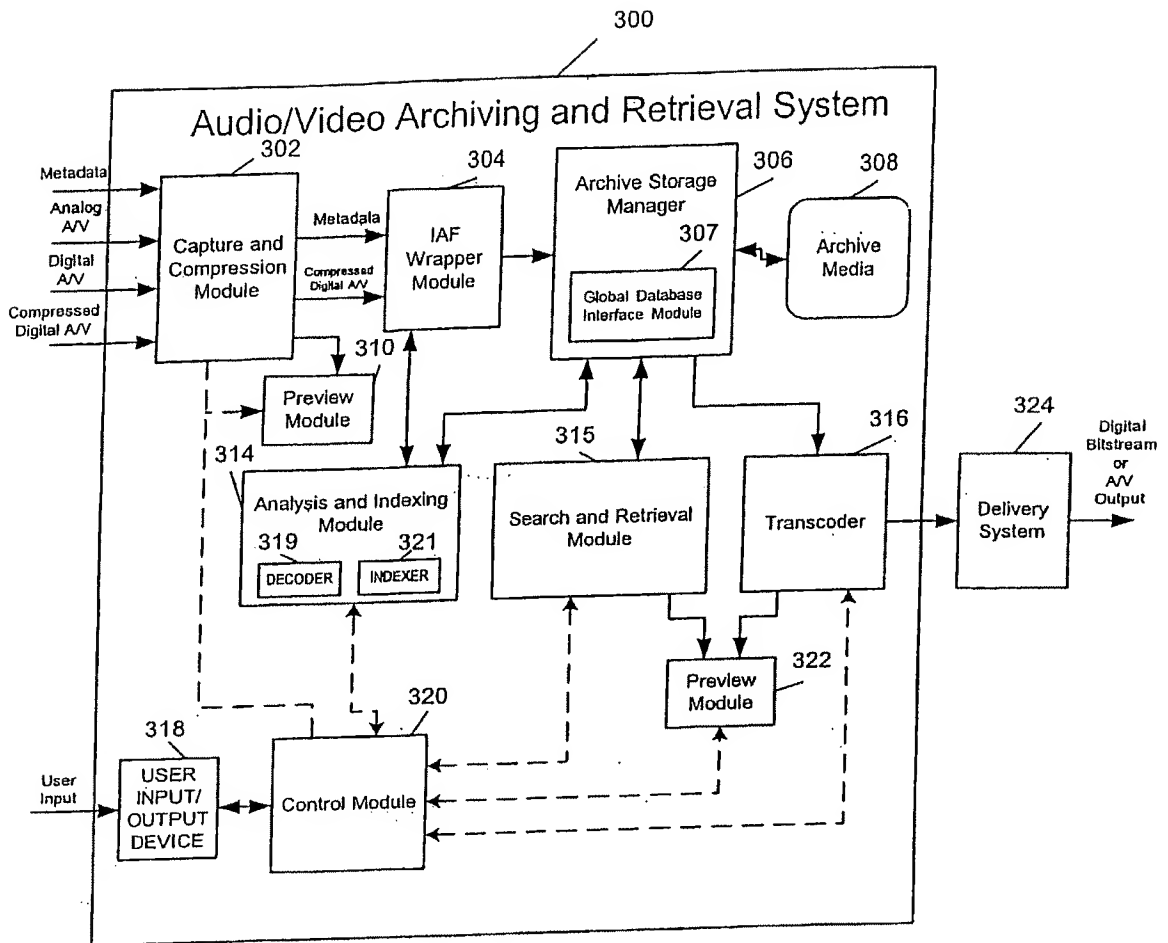 300
Audio/Video Archiving and Retrieval System
302
304
306
308
Metadata
Analog
A/V
Digital
A/V
Compressed
Digital A/V
Capture and
Compression
Module
Metadata
Compressed
Digital A/V
IAF
Wrapper
Module
Archive Storage
Manager
307
Global Database
Interface Module
Archive
Media
310
Preview
Module
314
Analysis and Indexing
Module
319
DECODER
321
INDEXER
315
Search and Retrieval
Module
316
Transcoder
324
Delivery
System
Digital
Bitstream
or
A/V
Output
322
Preview
Module
320
Control Module
318
USER
INPUT/
OUTPUT
DEVICE
User
Input